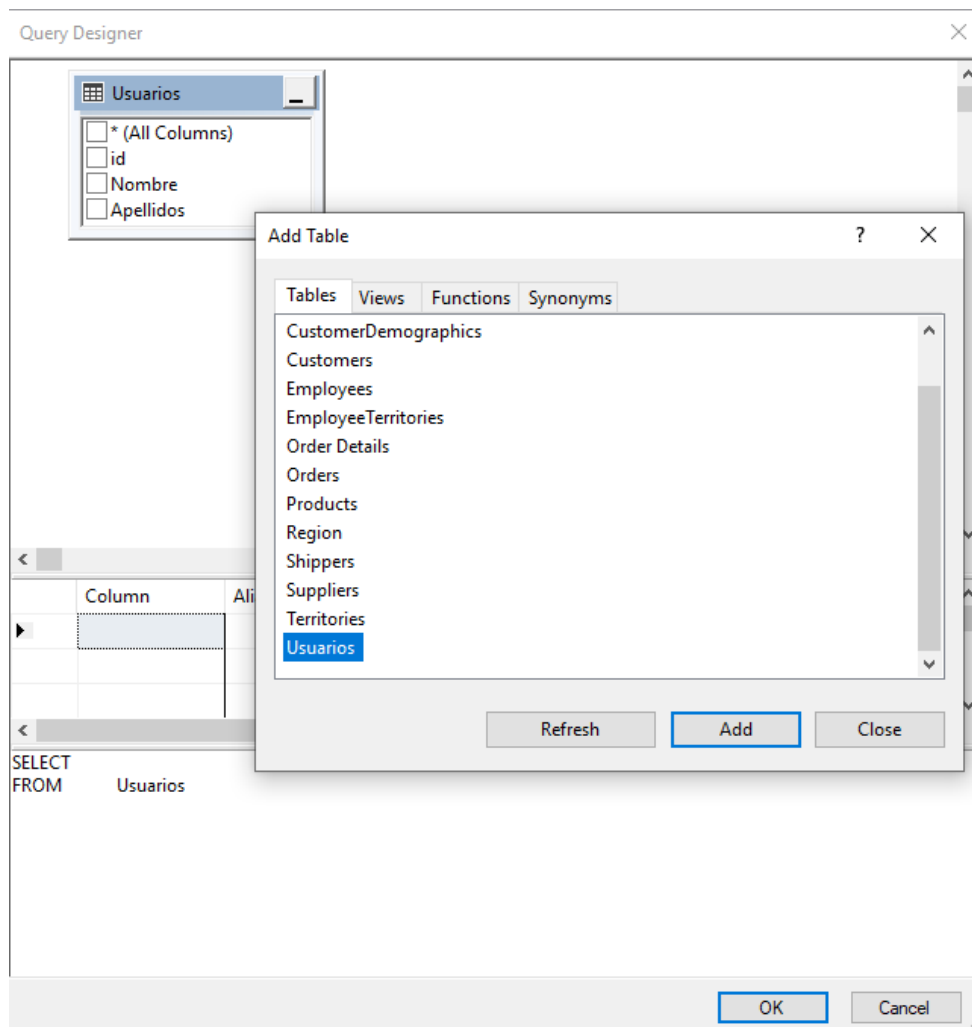 Query Designer
Usuarios
* (All Columns)
id
Nombre
Apellidos
Add Table
?
Tables Views Functions Synonyms
CustomerDemographics
Customers
Employees
EmployeeTerritories
Order Details
Orders
Products
Region
Shippers
Suppliers
Territories
Usuarios
Refresh Add Close
Column Ali
SELECT
FROM Usuarios
OK Cancel